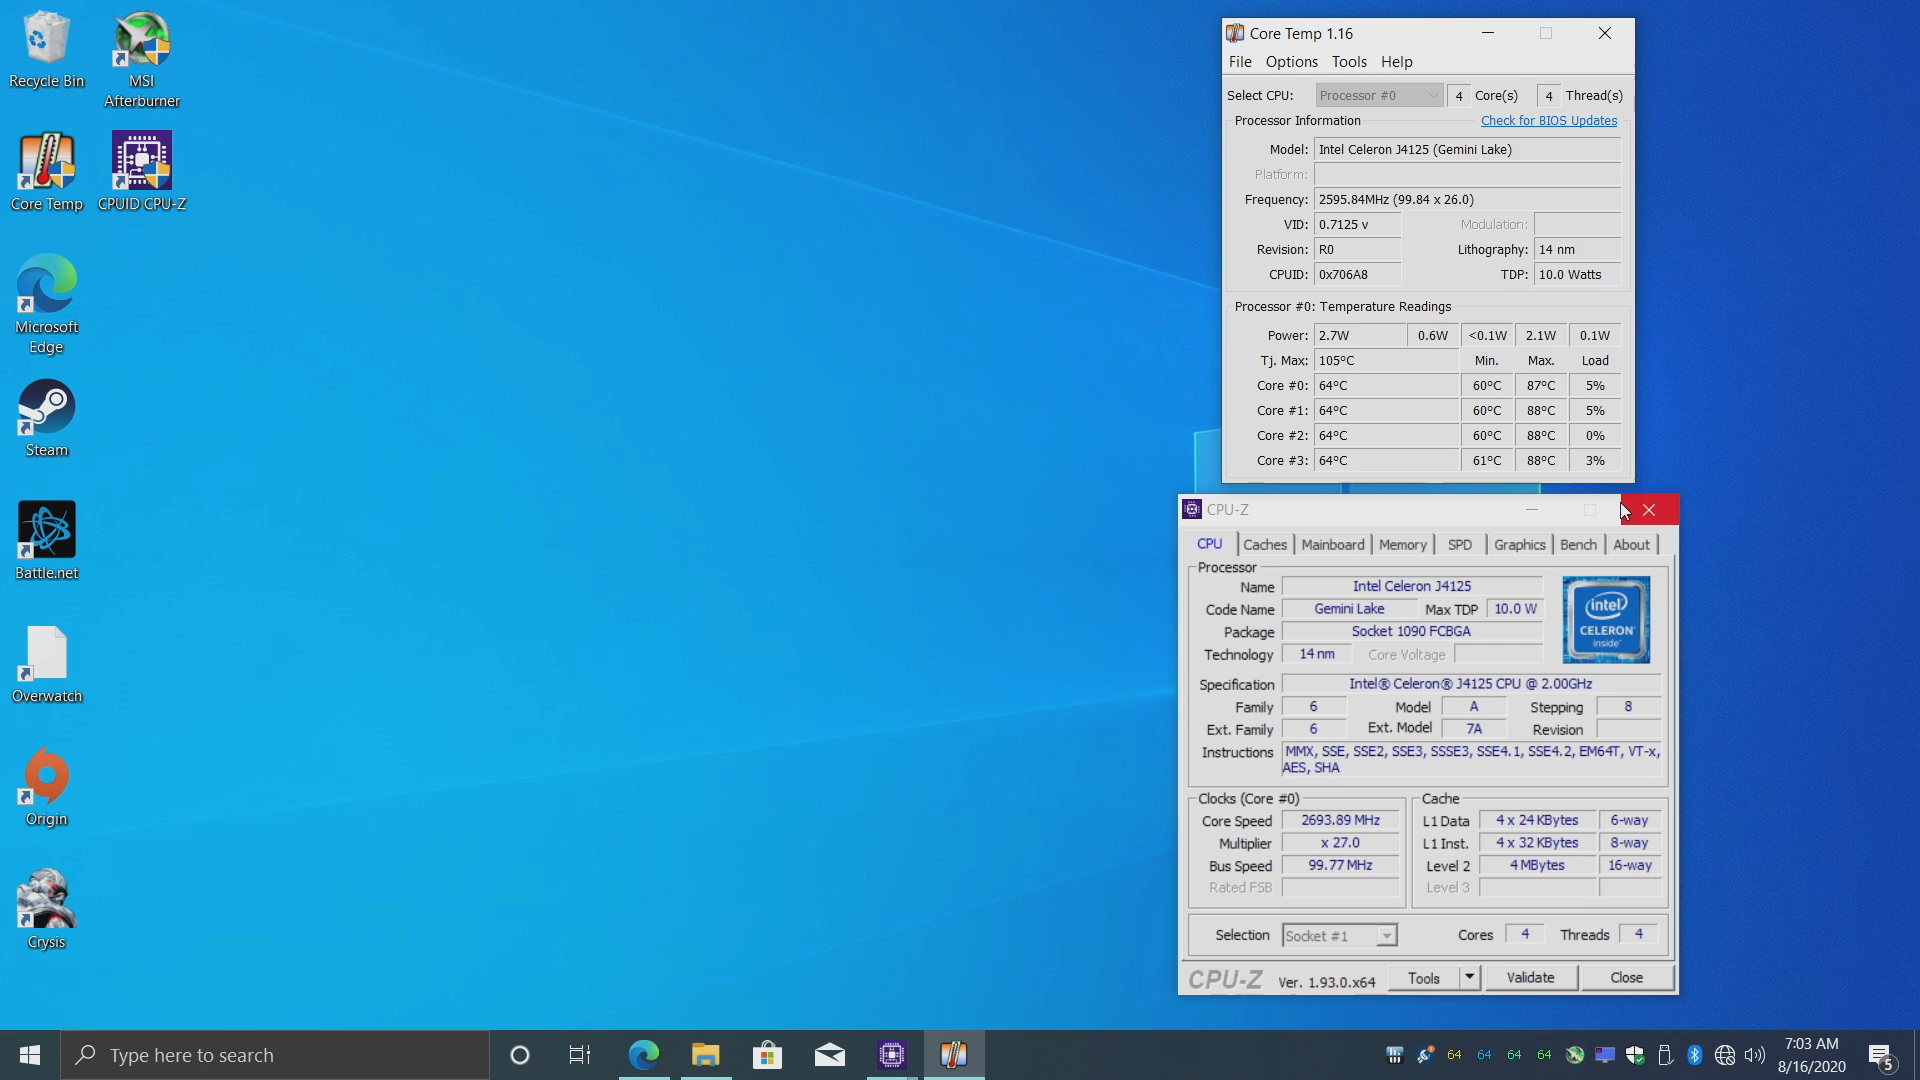 Recycle Bin
MSI
Afterburner
Core Temp
CPUID CPU-Z
Microsoft
Edge
Steam
Battle.net
Overwatch
Origin
Crysis
Core Temp 1.16
File Options Tools Help
Select CPU: Processor #0 4 Core(s) 4 Thread(s)
Processor Information Check for BIOS Updates
Model: Intel Celeron J4125 (Gemini Lake)
Platform:
Frequency: 2595.84MHz (99.84 x 26.0)
VID: 0.7125 v Modulation:
Revision: R0 Lithography: 14 nm
CPUID: 0x706A8 TDP: 10.0 Watts
Processor #0: Temperature Readings
Power: 2.7W 0.6W <0.1W 2.1W 0.1W
Tj. Max: 105°C Min. Max. Load
Core #0: 64°C 60°C 87°C 5%
Core #1: 64°C 60°C 88°C 5%
Core #2: 64°C 60°C 88°C 0%
Core #3: 64°C 61°C 88°C 3%
CPU-Z
CPU Caches Mainboard Memory SPD Graphics Bench About
Processor
Name Intel Celeron J4125
Code Name Gemini Lake Max TDP 10.0 W
Package Socket 1090 FCBGA
Technology 14 nm Core Voltage
intel
CELERON
inside
Specification Intel® Celeron® J4125 CPU @ 2.00GHz
Family 6 Model A Stepping 8
Ext. Family 6 Ext. Model 7A Revision
Instructions MMX, SSE, SSE2, SSE3, SSSE3, SSE4.1, SSE4.2, EM64T, VT-x,
AES, SHA
Clocks (Core #0)
Core Speed 2693.89 MHz
Multiplier x 27.0
Bus Speed 99.77 MHz
Rated FSB
Cache
L1 Data 4 x 24 KBytes 6-way
L1 Inst. 4 x 32 KBytes 8-way
Level 2 4 MBytes 16-way
Level 3
Selection Socket #1 Cores 4 Threads 4
CPU-Z Ver. 1.93.0.x64 Tools Validate Close
Type here to search
64 64 64 64
7:03 AM
8/16/2020
5